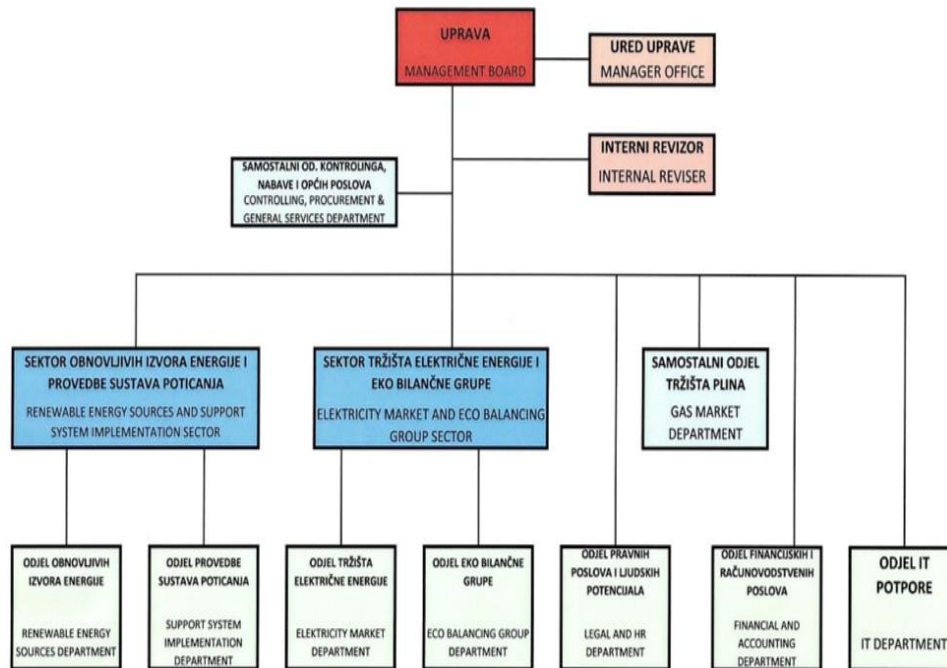 UPRAVA
MANAGEMENT BOARD
URED UPRAVE
MANAGER OFFICE
INTERNI REVIZOR
INTERNAL REVISER
SAMOSTALNI OD. KONTROLINGA,
NABAVE I OPĆIH POSLOVA
CONTROLLING, PROCUREMENT &
GENERAL SERVICES DEPARTMENT
SEKTOR OBNOVLJIVIH IZVORA ENERGIJE I
PROVEDBE SUSTAVA POTICANJA
RENEWABLE ENERGY SOURCES AND SUPPORT
SYSTEM IMPLEMENTATION SECTOR
SEKTOR TRŽIŠTA ELEKTRIČNE ENERGIJE I
EKO BILANČNE GRUPE
ELEKTRICITY MARKET AND ECO BALANCING
GROUP SECTOR
SAMOSTALNI ODJEL
TRŽIŠTA PLINA
GAS MARKET
DEPARTMENT
ODJEL OBNOVLJIVIH
IZVORA ENERGIJE
RENEWABLE ENERGY
SOURCES DEPARTMENT
ODJEL PROVEDBE
SUSTAVA POTICANJA
SUPPORT SYSTEM
IMPLEMENTATION
DEPARTMENT
ODJEL TRŽIŠTA
ELEKTRIČNE ENERGIJE
ELEKTRICITY MARKET
DEPARTMENT
ODJEL EKO BILANČNE
GRUPE
ECO BALANCING GROUP
DEPARTMENT
ODJEL PRAVNIH
POSLOVA I LJUDSKIH
POTENCIJALA
LEGAL AND HR
DEPARTMENT
ODJEL FINANCIJSKIH I
RAČUNOVODSTVENIH
POSLOVA
FINANCIAL AND
ACCOUNTING
DEPARTMENT
ODJEL IT
POTPORE
IT DEPARTMENT